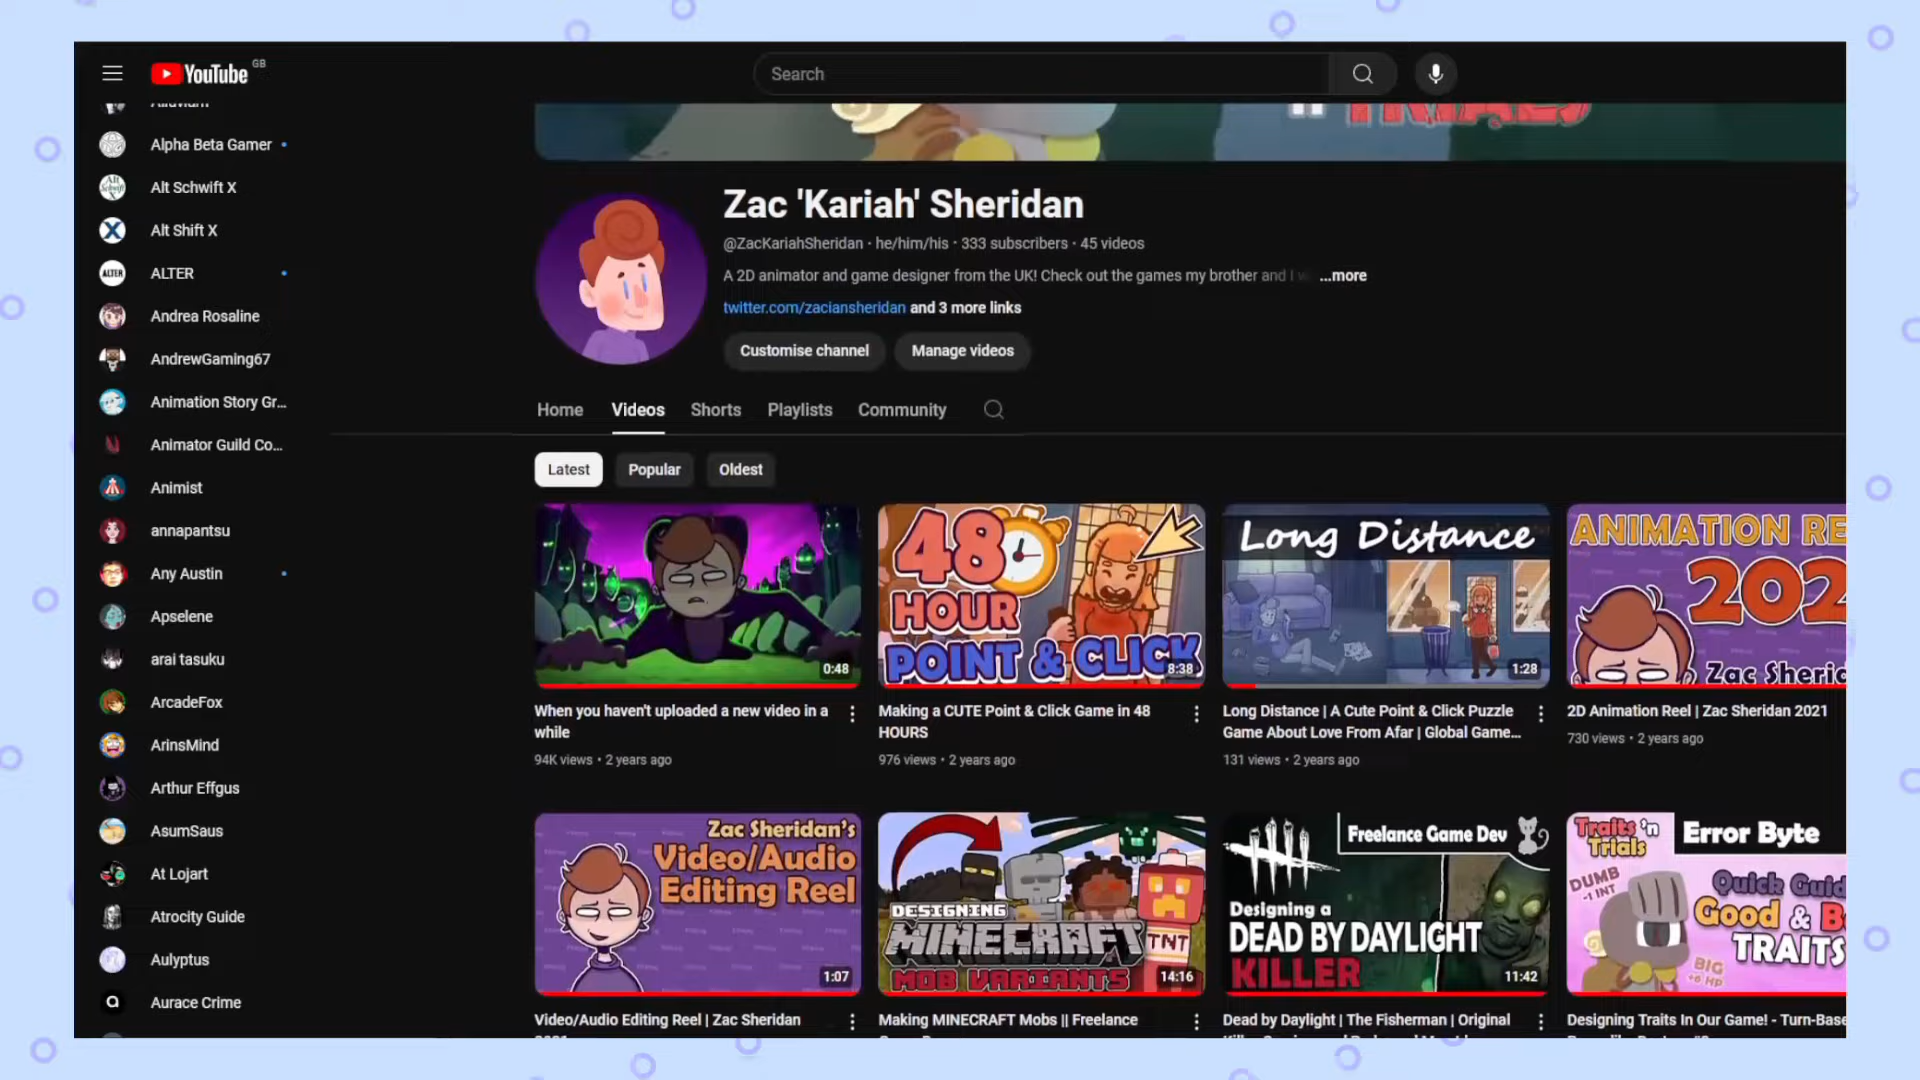 YouTube GB
Search
Alpha Beta Gamer
Alt Schwift X
Alt Shift X
ALTER
Andrea Rosaline
AndrewGaming67
Animation Story Gr...
Animator Guild Co...
Animist
annapantsu
Any Austin
Apselene
arai tasuku
ArcadeFox
ArinsMind
Arthur Effgus
AsumSaus
At Lojart
Atrocity Guide
Aulyptus
Aurace Crime
Zac 'Kariah' Sheridan
@ZacKariahSheridan • he/him/his • 333 subscribers • 45 videos
A 2D animator and game designer from the UK! Check out the games my brother and I ...more
twitter.com/zaciansheridan and 3 more links
Customise channel Manage videos
Home Videos Shorts Playlists Community
Latest Popular Oldest
0:48
When you haven't uploaded a new video in a
while
94K views • 2 years ago
48
HOUR
POINT & CLICK
8:38
Making a CUTE Point & Click Game in 48
HOURS
976 views • 2 years ago
Long Distance
1:28
Long Distance | A Cute Point & Click Puzzle
Game About Love From Afar | Global Game...
131 views • 2 years ago
ANIMATION RE
202
Zac Sherid
2D Animation Reel | Zac Sheridan 2021
730 views • 2 years ago
Zac Sheridan's
Video/Audio
Editing Reel
1:07
Video/Audio Editing Reel | Zac Sheridan
DESIGNING
MINECRAFT
MOB VARIANTS
TNT
14:16
Making MINECRAFT Mobs || Freelance
Freelance Game Dev
Designing a
DEAD BY DAYLIGHT
KILLER
11:42
Dead by Daylight | The Fisherman | Original
Traits 'n
Trials
Error Byte
DUMB
-1 INT
Quick Guid
Good & B
TRAITS
BIG
+6 HP
Designing Traits In Our Game! - Turn-Base